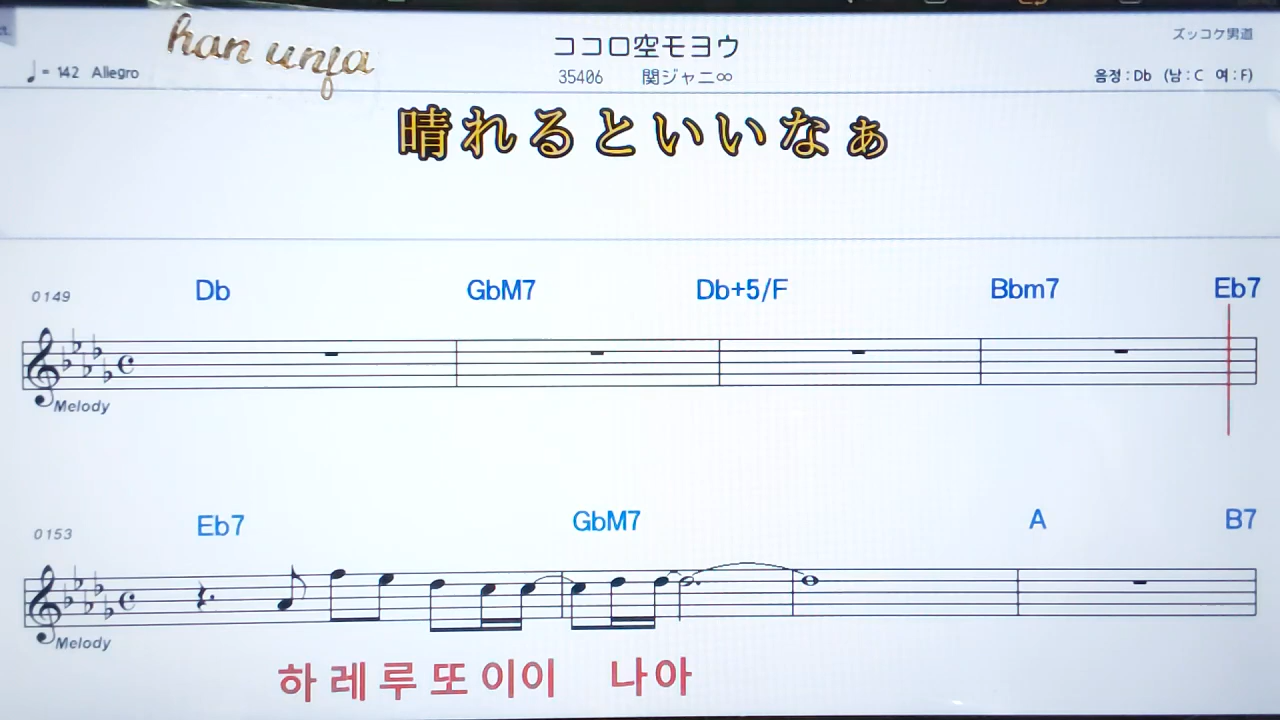 han unfa
ココロ空モヨウ
ズッコケ男道
♩= 142 Allegro
35406 関ジャニ∞
음정 : Db (남 : C 여 : F)
晴れるといいなぁ
0149 Db GbM7 Db+5/F Bbm7 Eb7
Melody
0153 Eb7 GbM7 A B7
Melody
하 레 루 또 이이 나아